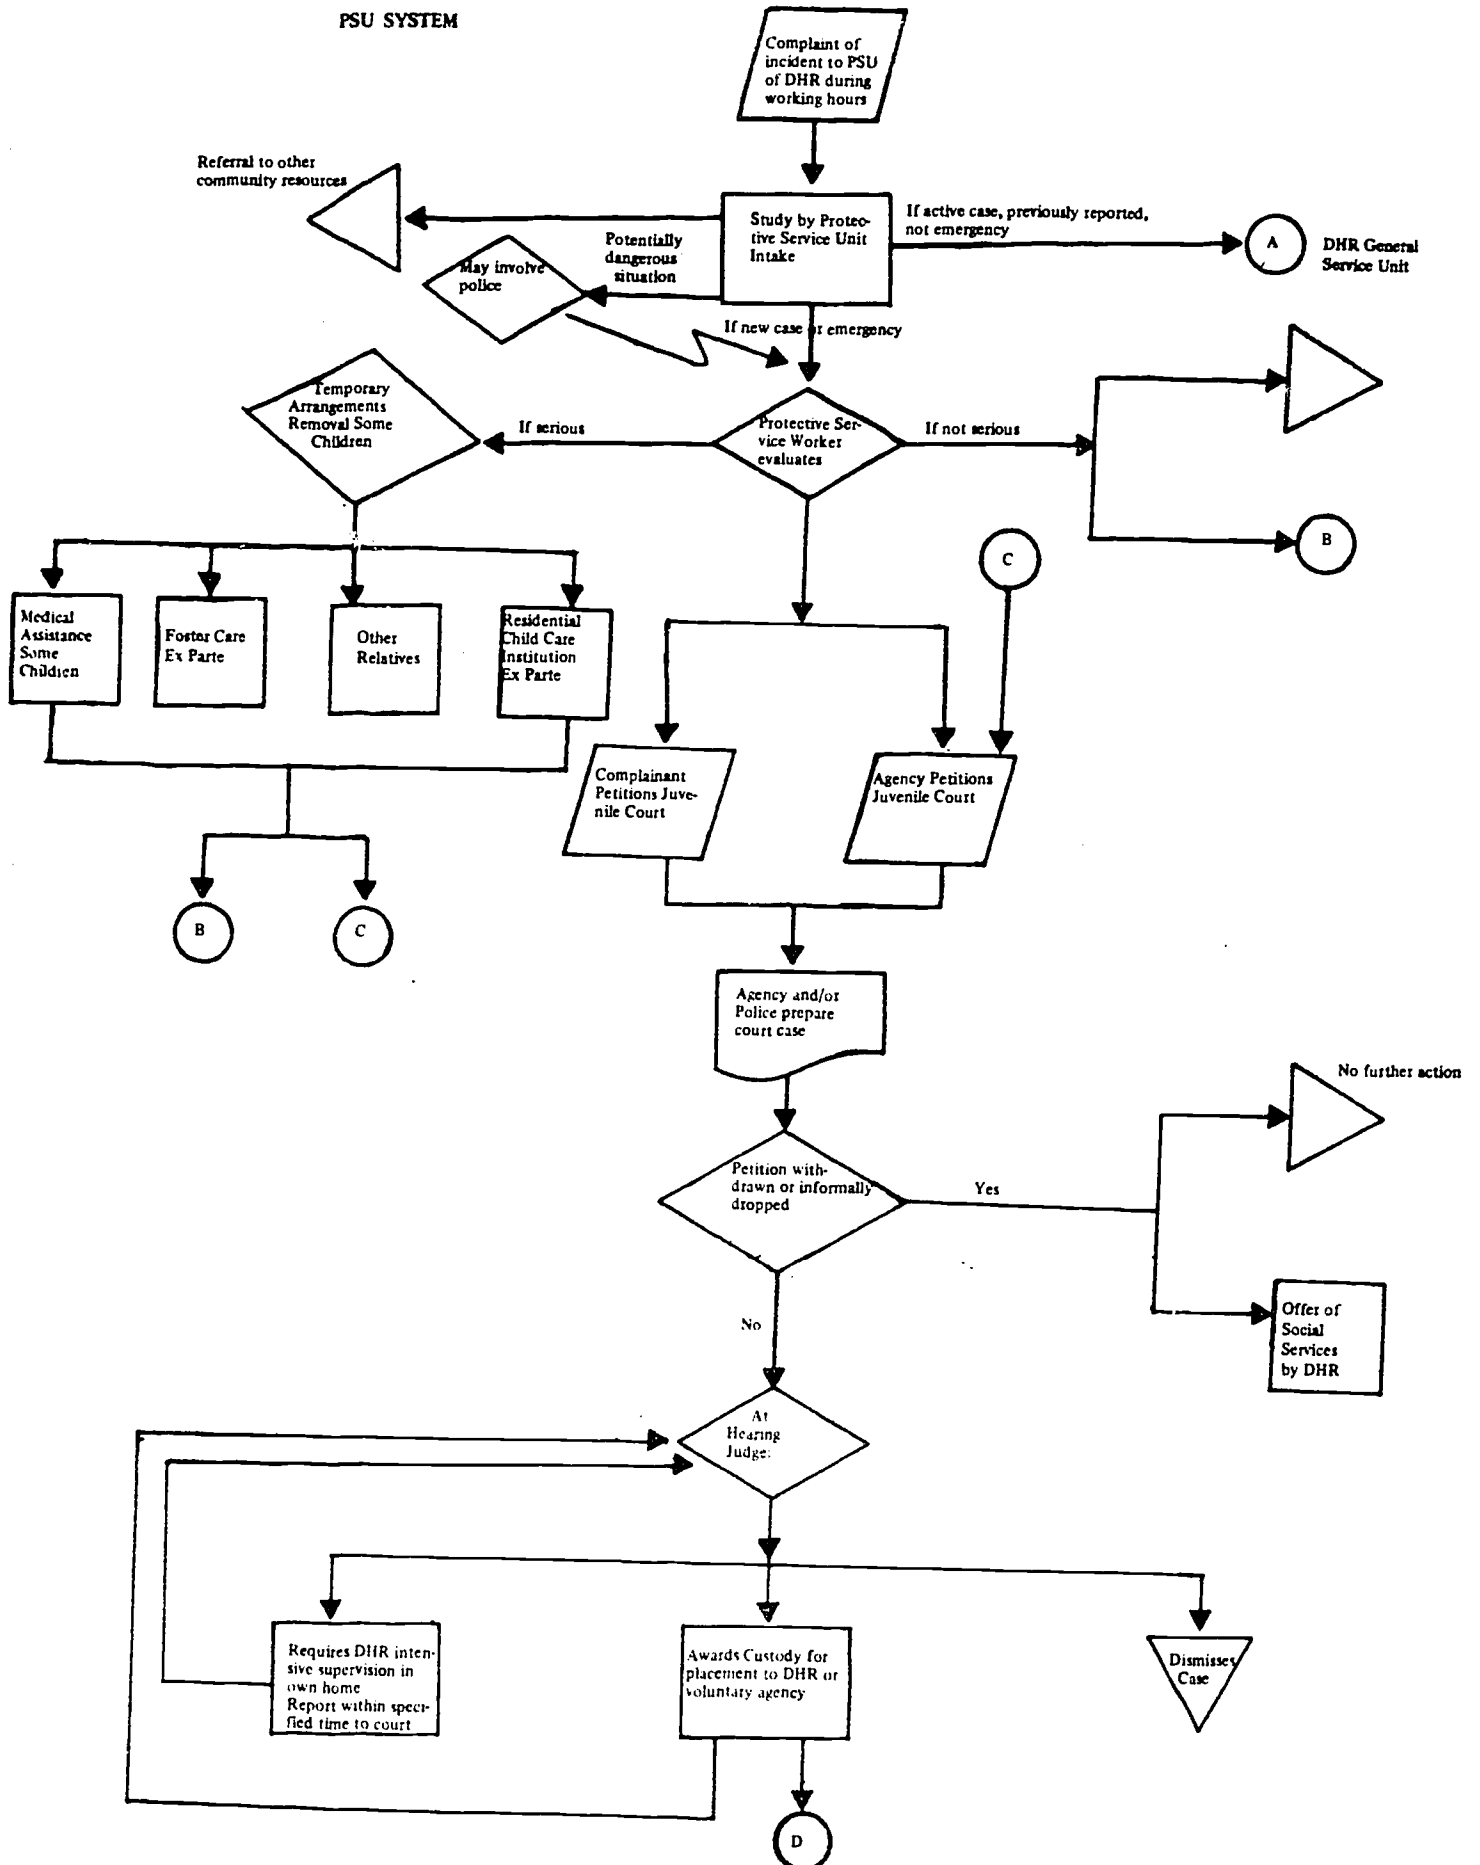 PSU SYSTEM
Complaint of
incident to PSU
of DHR during
working hours
Referral to other
community resources
Study by Protec-
tive Service Unit
Intake
If active case, previously reported,
not emergency
A
DHR General
Service Unit
Potentially
dangerous
situation
May involve
police
If new case or emergency
Temporary
Arrangements
Removal Some
Children
If serious
Protective Ser-
vice Worker
evaluates
If not serious
B
C
Medical
Assistance
Some
Children
Foster Care
Ex Parte
Other
Relatives
Residential
Child Care
Institution
Ex Parte
Complainant
Petitions Juve-
nile Court
Agency Petitions
Juvenile Court
B
C
Agency and/or
Police prepare
court case
No further action
Petition with-
drawn or informally
dropped
Yes
Offer of
Social
Services
by DHR
No
At
Hearing
Judge:
Requires DHR inten-
sive supervision in
own home
Report within speci-
fied time to court
Awards Custody for
placement to DHR or
voluntary agency
Dismisses
Case
D